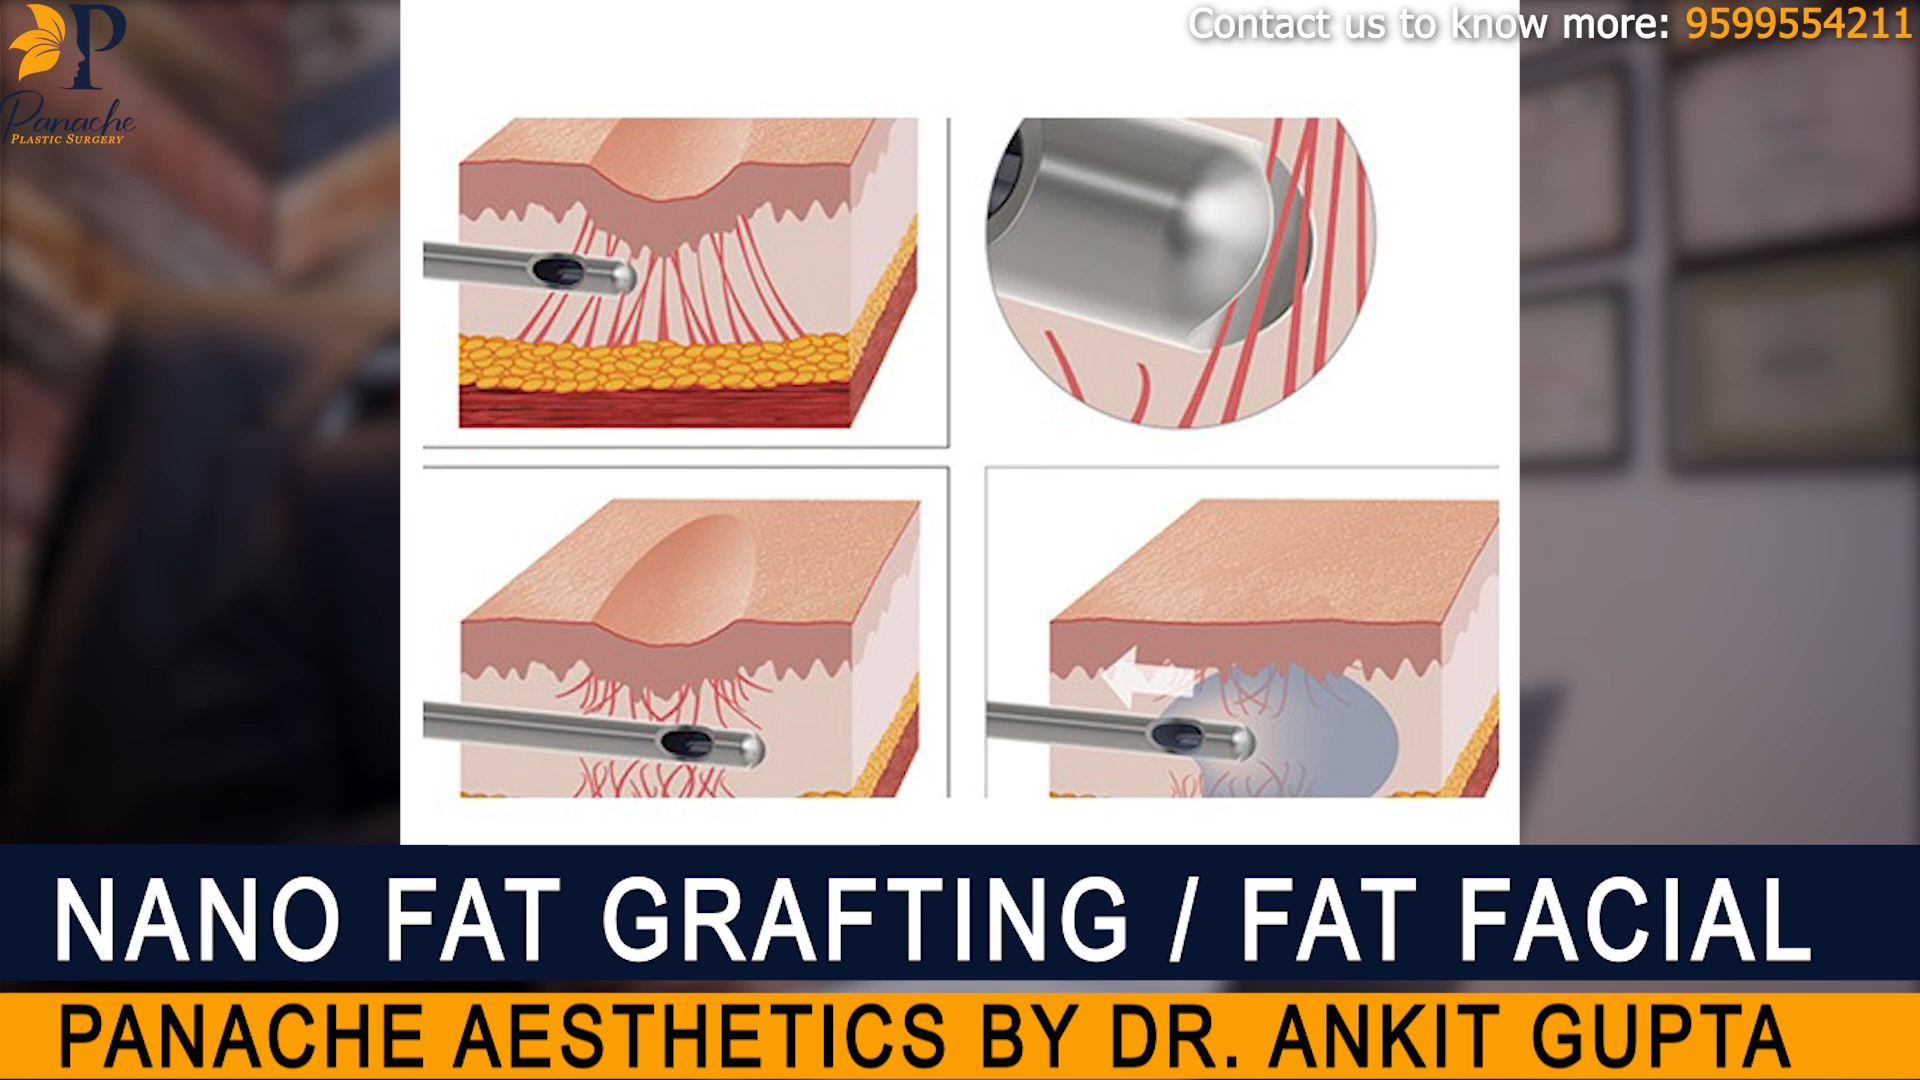 P
Panache
PLASTIC SURGERY
Contact us to know more: 9599554211
NANO FAT GRAFTING / FAT FACIAL
PANACHE AESTHETICS BY DR. ANKIT GUPTA